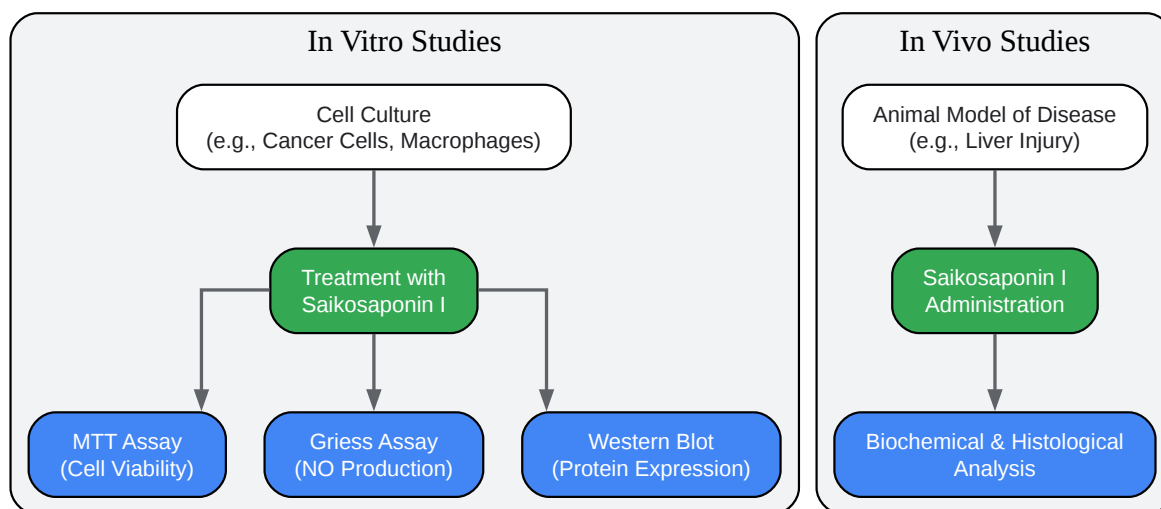 In Vitro Studies
Cell Culture
(e.g., Cancer Cells, Macrophages)
Treatment with
Saikosaponin I
MTT Assay
(Cell Viability)
Griess Assay
(NO Production)
Western Blot
(Protein Expression)
In Vivo Studies
Animal Model of Disease
(e.g., Liver Injury)
Saikosaponin I
Administration
Biochemical & Histological
Analysis